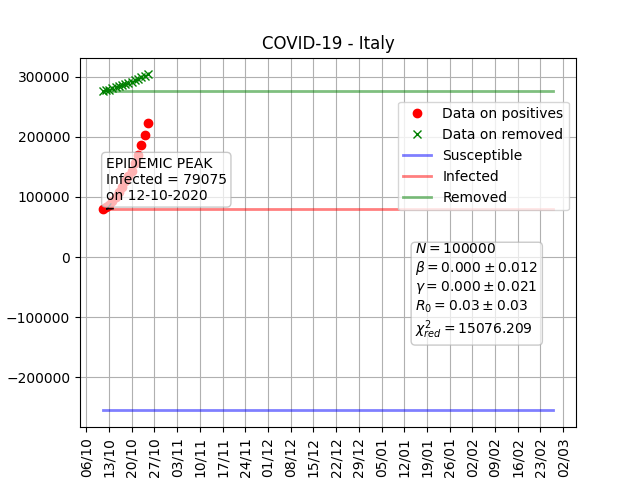 COVID-19 - Italy
300000
200000
100000
0
−100000
−200000
Data on positives
Data on removed
Susceptible
Infected
Removed
EPIDEMIC PEAK
Infected = 79075
on 12-10-2020
N = 100000
β = 0.000 ± 0.012
γ = 0.000 ± 0.021
R₀ = 0.03 ± 0.03
χ²red = 15076.209
06/10
13/10
20/10
27/10
03/11
10/11
17/11
24/11
01/12
08/12
15/12
22/12
29/12
05/01
12/01
19/01
26/01
02/02
09/02
16/02
23/02
02/03